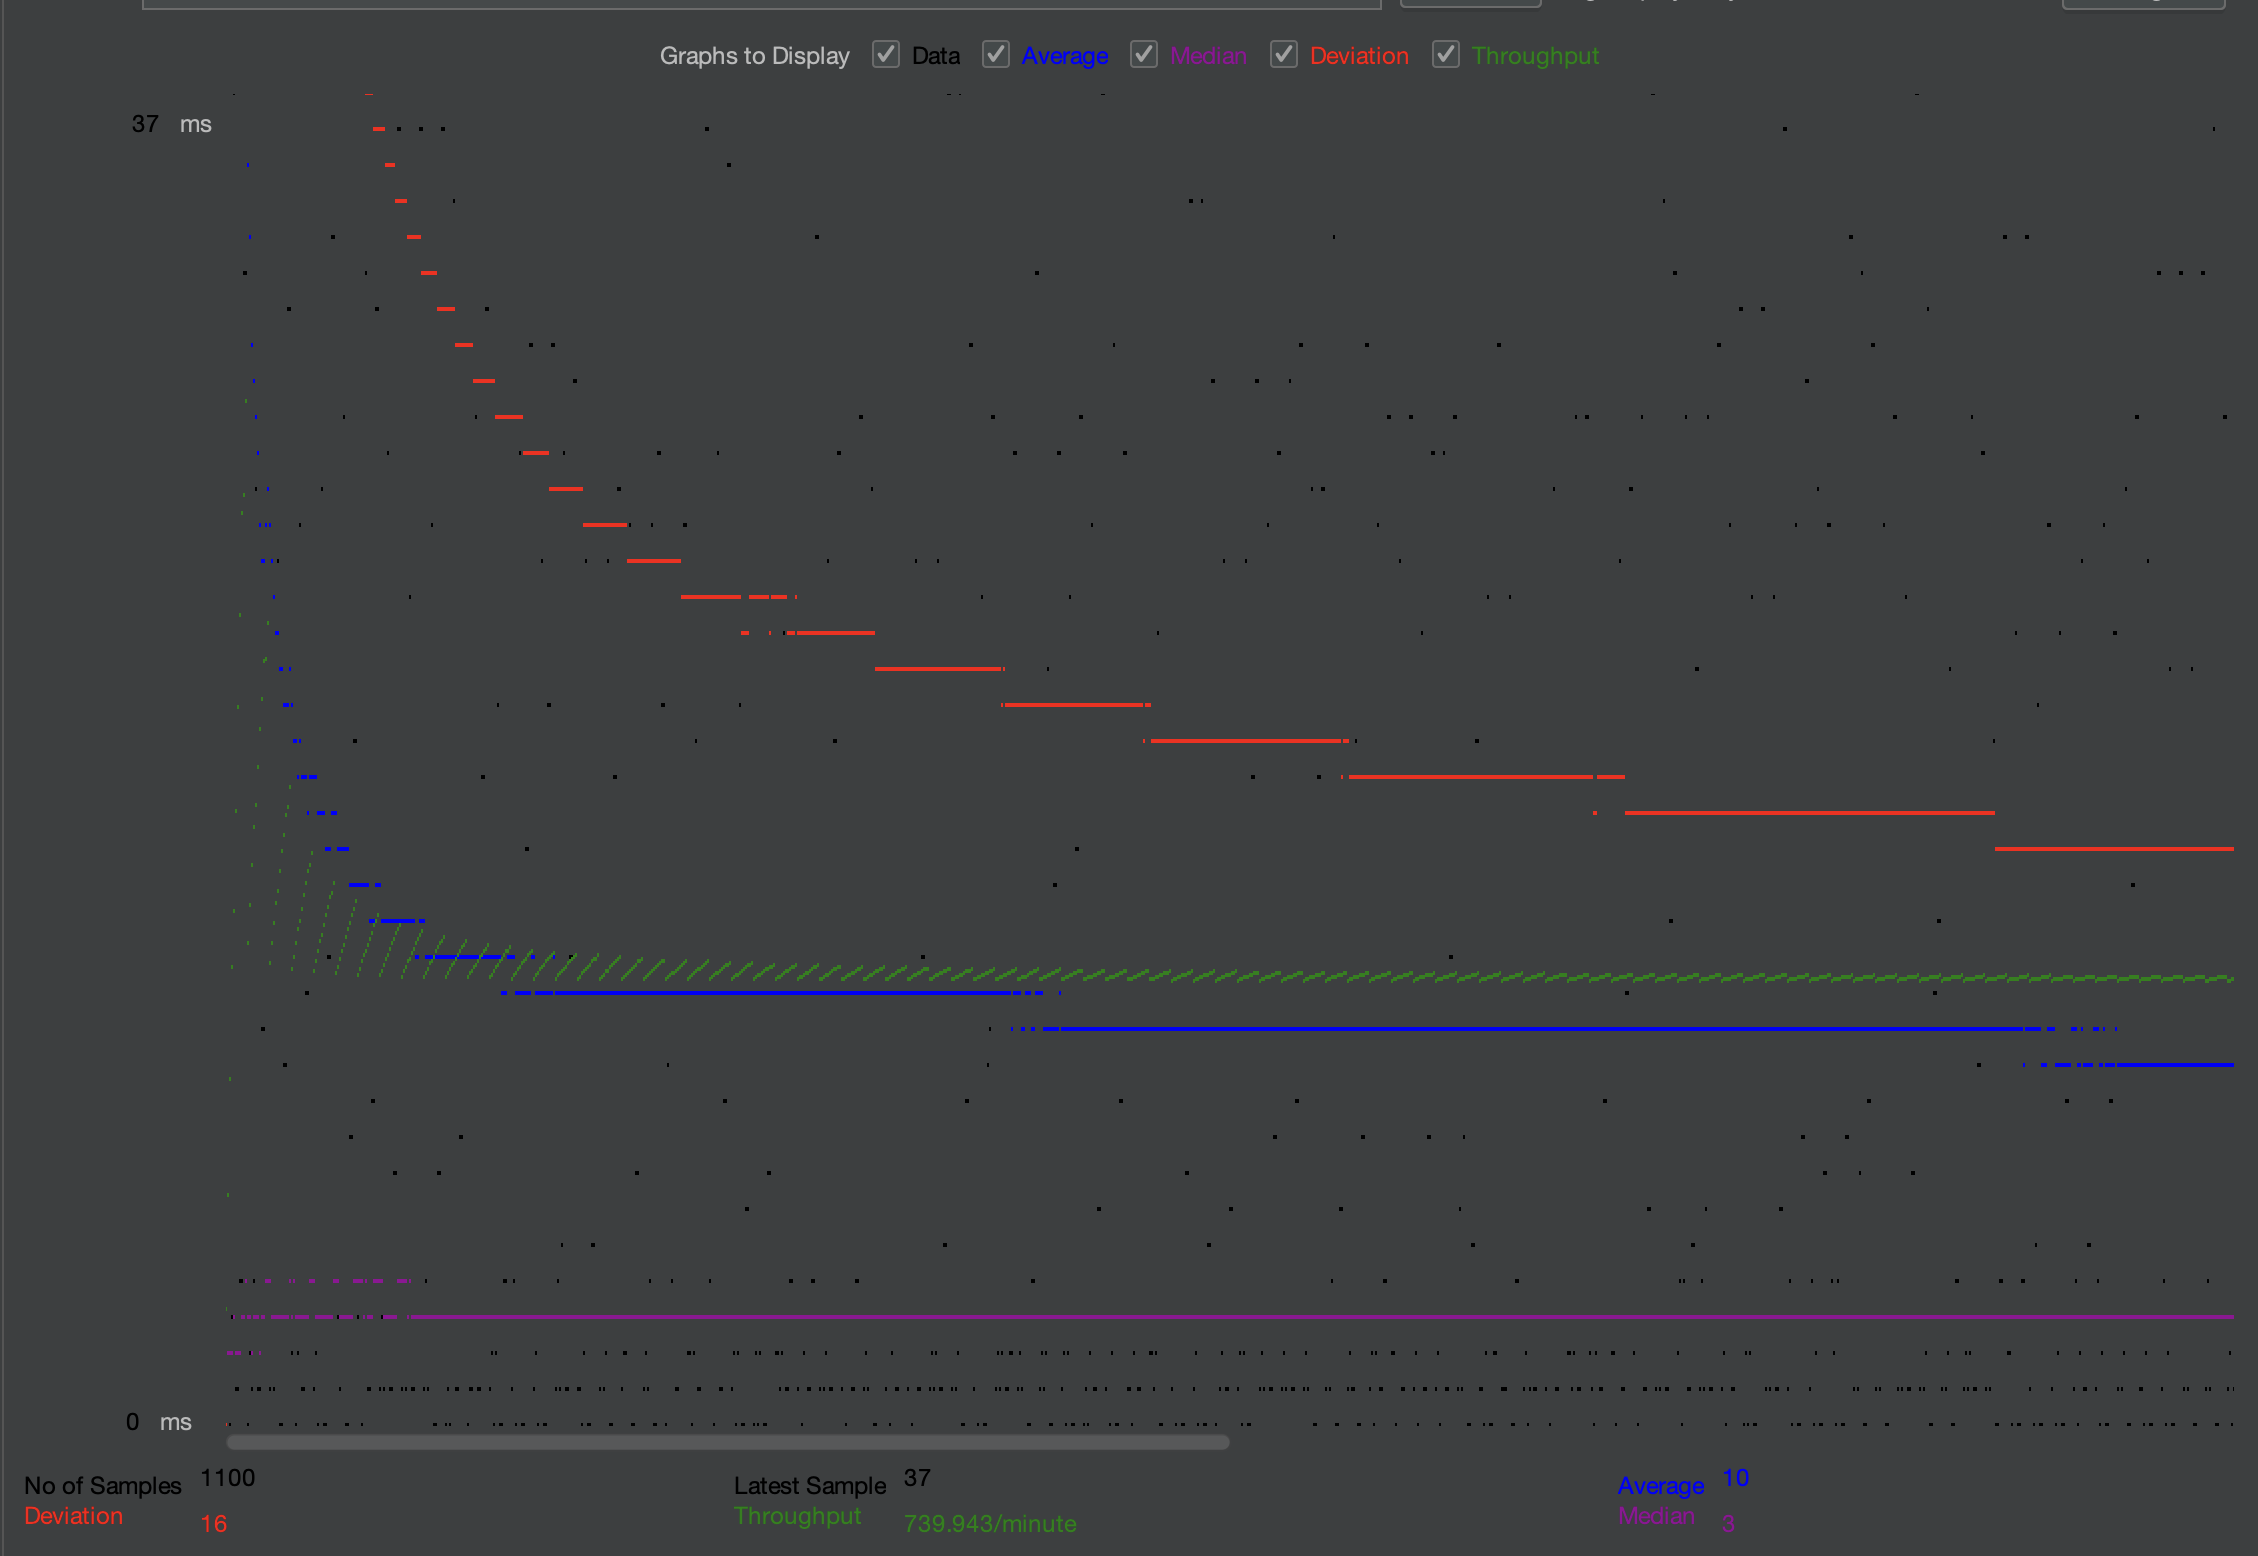 Graphs to Display Data Average Median Deviation Throughput
37 ms
0 ms
No of Samples 1100 Latest Sample 37 Average 10
Deviation 16 Throughput 739.943/minute Median 3